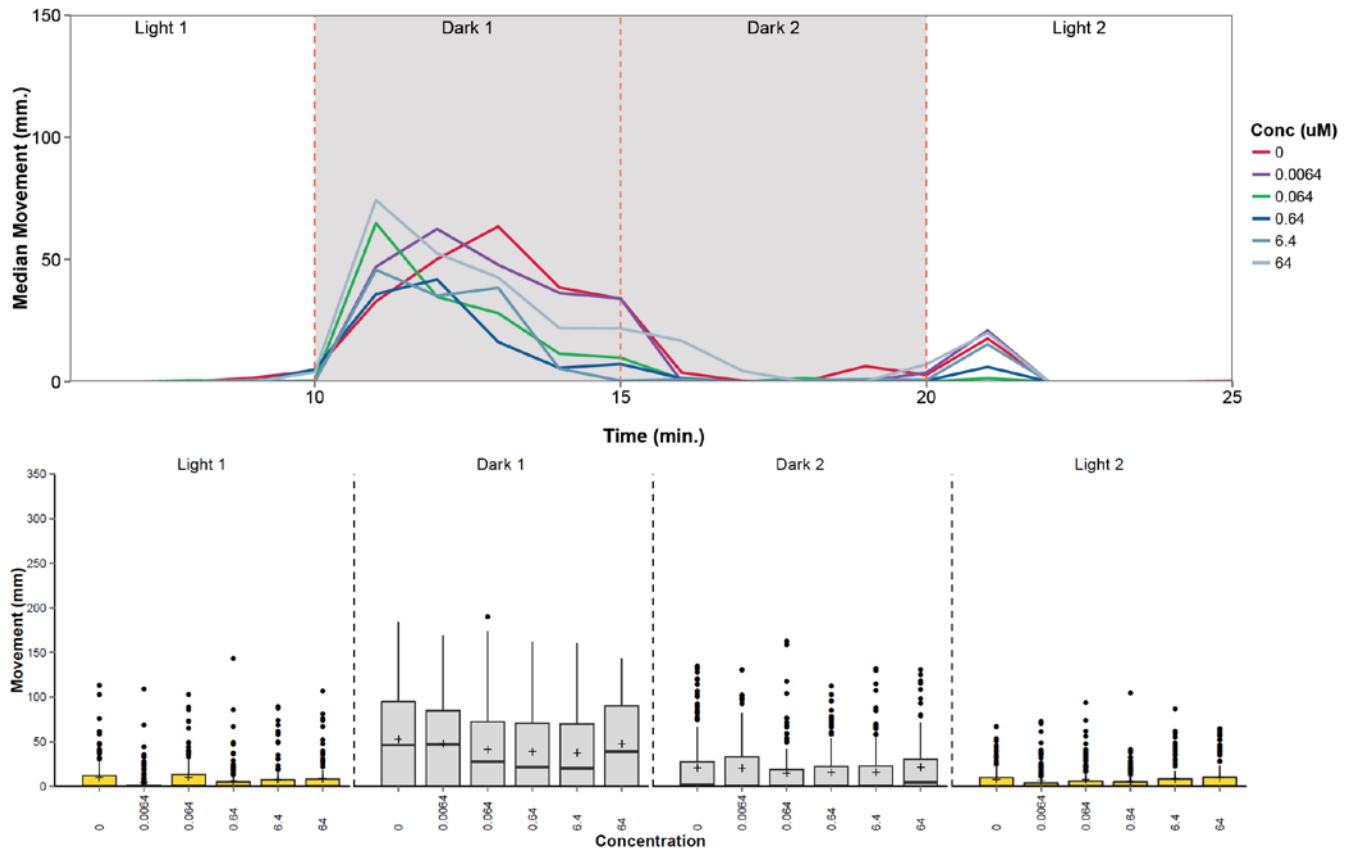 150
Light 1
Dark 1
Dark 2
Light 2
100
50
0
Median Movement (mm.)
10
15
20
25
Time (min.)
Conc (uM)
0
0.0064
0.064
0.64
6.4
64
Light 1
Dark 1
Dark 2
Light 2
350
300
250
200
150
100
50
0
Movement (mm)
0 0.0064 0.064 0.64 6.4 64 0 0.0064 0.064 0.64 6.4 64 0 0.0064 0.064 0.64 6.4 64 0 0.0064 0.064 0.64 6.4 64
Concentration